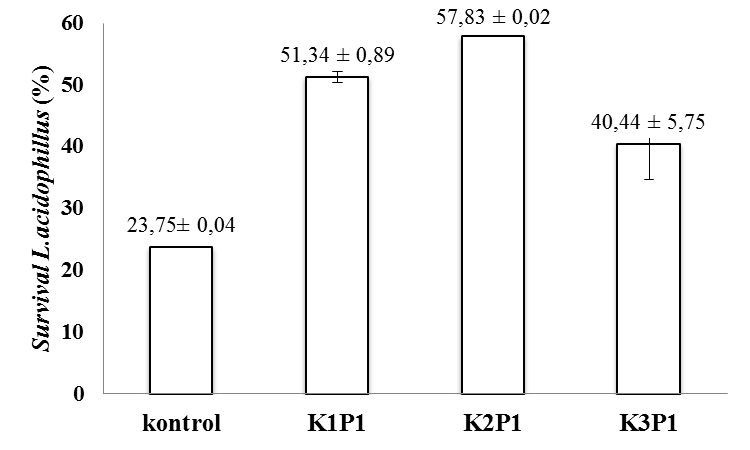 Survival L.acidophillus (%)
60
50
40
30
20
10
0
23,75± 0,04
51,34 ± 0,89
57,83 ± 0,02
40,44 ± 5,75
kontrol
K1P1
K2P1
K3P1